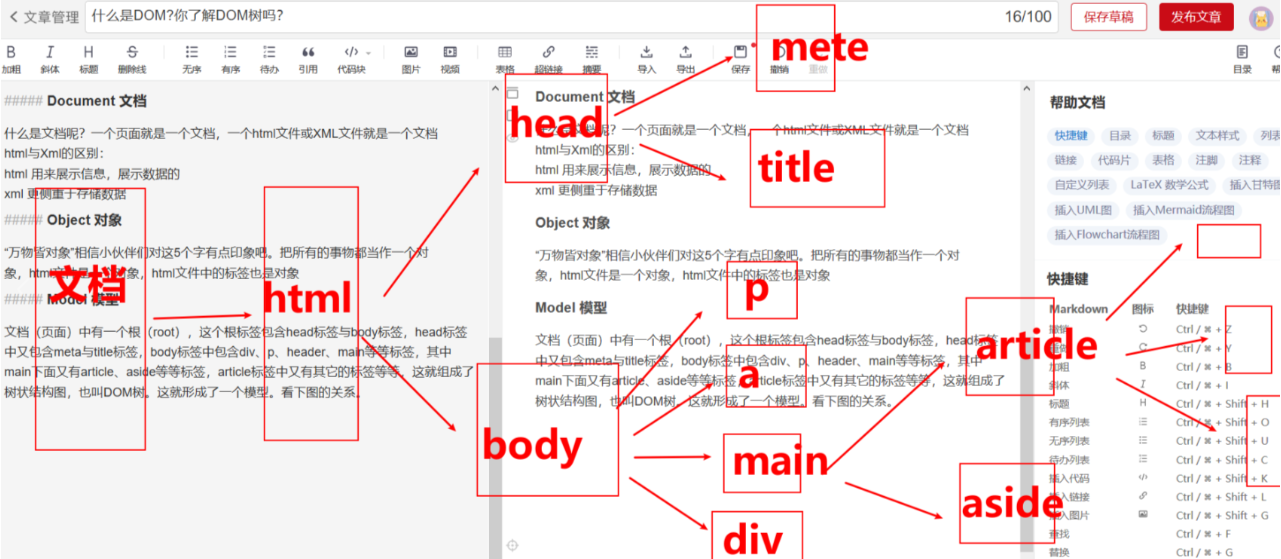 文章管理
什么是DOM?你了解DOM树吗?
16/100
保存草稿
发布文章
加粗
斜体
标题
删除线
无序
有序
待办
引用
代码块
图片
视频
表格
超链接
摘要
导入
导出
保存
撤销
重做
目录
##### Document 文档
什么是文档呢？一个页面就是一个文档，一个html文件或XML文件就是一个文档
html与Xml的区别：
html 用来展示信息，展示数据的
xml 更侧重于存储数据
##### Object 对象
“万物皆对象”相信小伙伴们对这5个字有点印象吧。把所有的事物都当作一个对
象，html文件是一个对象，html文件中的标签也是对象
##### Model 模型
文档（页面）中有一个根（root），这个根标签包含head标签与body标签，head标签
中又包含meta与title标签，body标签中包含div、p、header、main等等标签，其中
main下面又有article、aside等等标签，article标签中又有其它的标签等等，这就组成了
树状结构图，也叫DOM树。这就形成了一个模型。看下图的关系。
Document 文档
什么是文档呢？一个页面就是一个文档，一个html文件或XML文件就是一个文档
html与Xml的区别：
html 用来展示信息，展示数据的
xml 更侧重于存储数据
Object 对象
“万物皆对象”相信小伙伴们对这5个字有点印象吧。把所有的事物都当作一个对
象，html文件是一个对象，html文件中的标签也是对象
Model 模型
文档（页面）中有一个根（root），这个根标签包含head标签与body标签，head标签
中又包含meta与title标签，body标签中包含div、p、header、main等等标签，其中
main下面又有article、aside等等标签，article标签中又有其它的标签等等，这就组成了
树状结构图，也叫DOM树。这就形成了一个模型。看下图的关系。
文档
html
head
body
mete
title
p
a
main
div
article
aside
帮助文档
快捷键 目录 标题 文本样式
链接 代码片 表格 注脚 注释
自定义列表 LaTeX 数学公式 插入甘特图
插入UML图 插入Mermaid流程图
插入Flowchart流程图
快捷键
Markdown 图标 快捷键
撤销 Ctrl / ⌘ + Z
Ctrl / ⌘ + Y
加粗 B Ctrl / ⌘ + B
斜体 I Ctrl / ⌘ + I
标题 H Ctrl / ⌘ + Shift + H
有序列表 Ctrl / ⌘ + Shift + O
无序列表 Ctrl / ⌘ + Shift + U
待办列表 Ctrl / ⌘ + Shift + C
插入代码 Ctrl / ⌘ + Shift + K
插入链接 Ctrl / ⌘ + Shift + L
插入图片 Ctrl / ⌘ + Shift + G
查找 Ctrl / ⌘ + F
替换 Ctrl / ⌘ + G